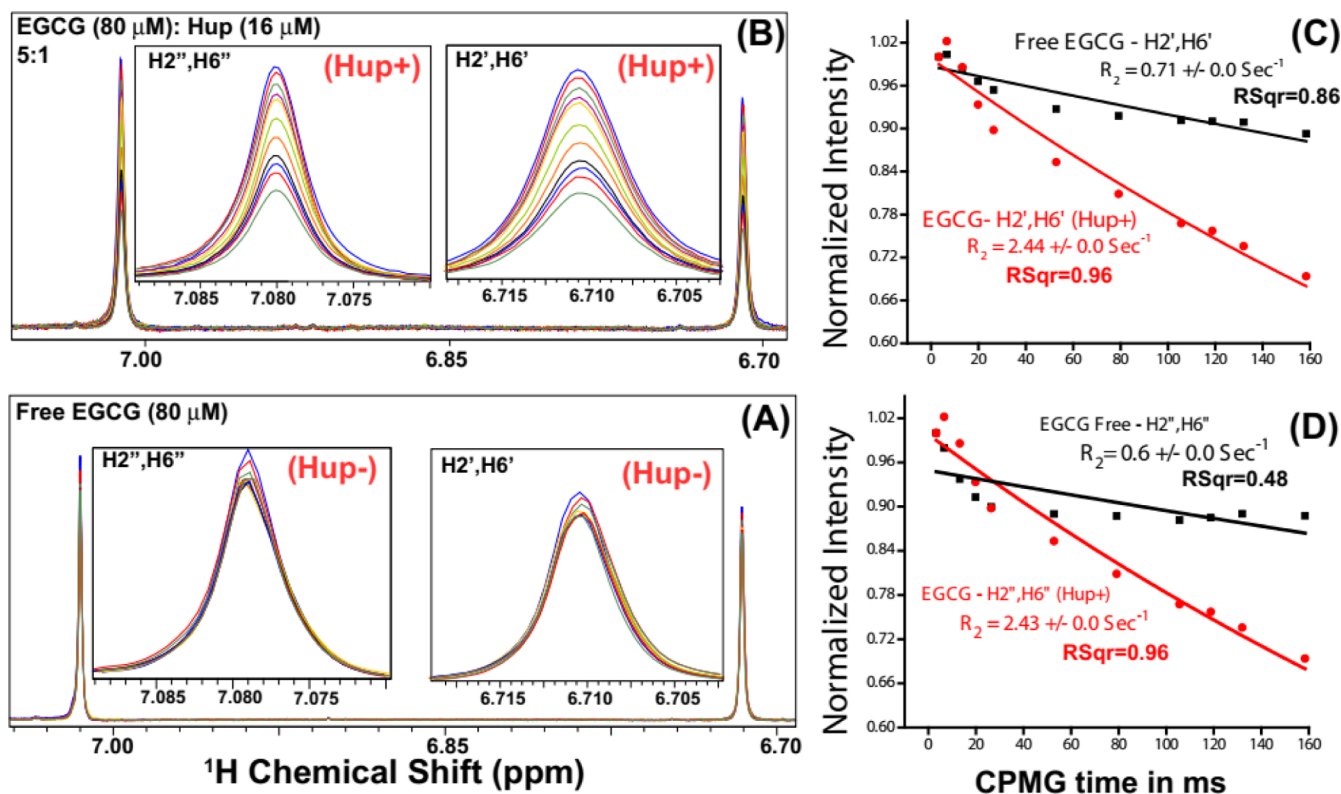 EGCG (80 μM): Hup (16 μM)
5:1
(B)
H2",H6"
(Hup+)
7.085 7.080 7.075
H2',H6'
(Hup+)
6.715 6.710 6.705
7.00 6.85 6.70
Free EGCG (80 μM)
(A)
H2",H6"
(Hup-)
7.085 7.080 7.075
H2',H6'
(Hup-)
6.715 6.710 6.705
7.00 6.85 6.70
¹H Chemical Shift (ppm)
(C)
Normalized Intensity
1.02
0.96
0.90
0.84
0.78
0.72
0.66
0.60
Free EGCG - H2',H6'
R₂ = 0.71 +/- 0.0 Sec⁻¹
RSqr=0.86
EGCG- H2',H6' (Hup+)
R₂ = 2.44 +/- 0.0 Sec⁻¹
RSqr=0.96
0 20 40 60 80 100 120 140 160
(D)
Normalized Intensity
1.02
0.96
0.90
0.84
0.78
0.72
0.66
0.60
EGCG Free - H2",H6"
R₂= 0.6 +/- 0.0 Sec⁻¹
RSqr=0.48
EGCG - H2",H6" (Hup+)
R₂ = 2.43 +/- 0.0 Sec⁻¹
RSqr=0.96
0 20 40 60 80 100 120 140 160
CPMG time in ms